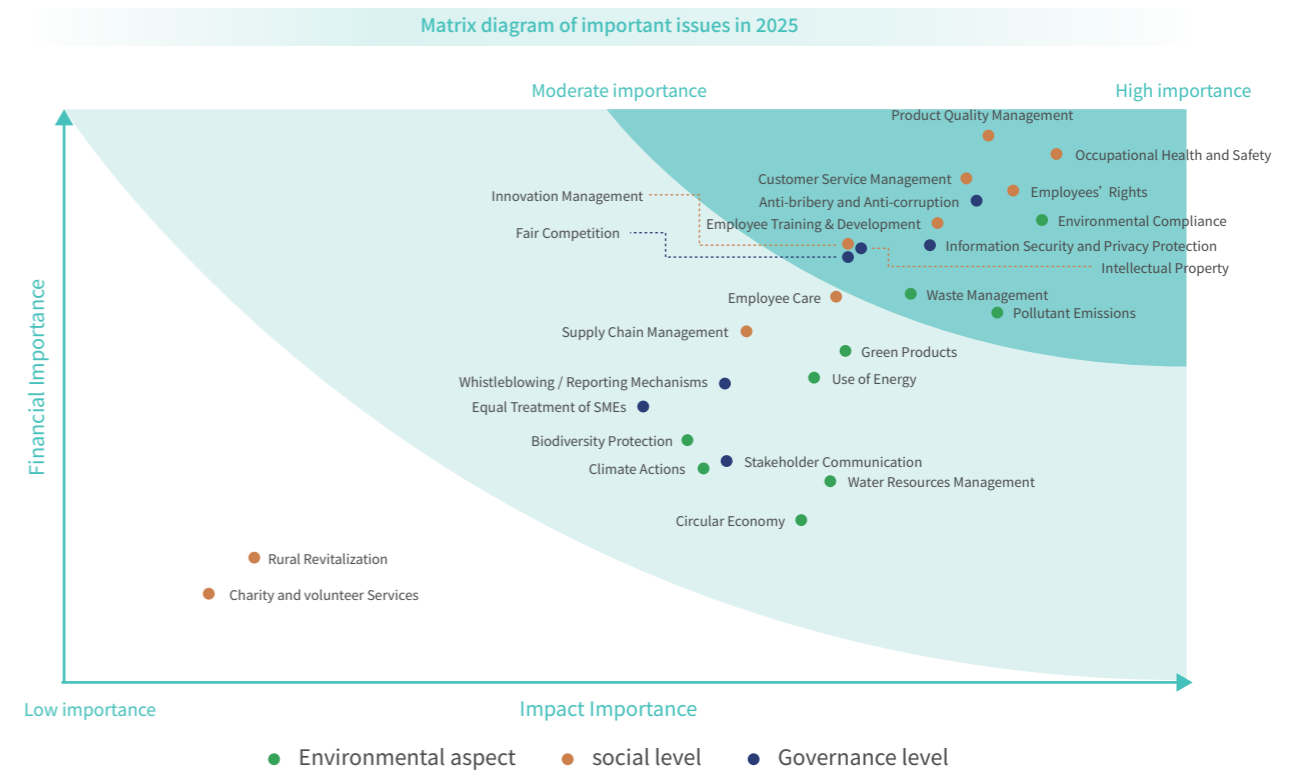 Matrix diagram of important issues in 2025
Moderate importance
High importance
Product Quality Management
Occupational Health and Safety
Customer Service Management
Employees’ Rights
Innovation Management
Anti-bribery and Anti-corruption
Employee Training & Development
Environmental Compliance
Fair Competition
Information Security and Privacy Protection
Intellectual Property
Employee Care
Waste Management
Pollutant Emissions
Supply Chain Management
Green Products
Use of Energy
Whistleblowing / Reporting Mechanisms
Equal Treatment of SMEs
Biodiversity Protection
Stakeholder Communication
Climate Actions
Water Resources Management
Circular Economy
Rural Revitalization
Charity and volunteer Services
Financial Importance
Low importance
Impact Importance
Environmental aspect
social level
Governance level